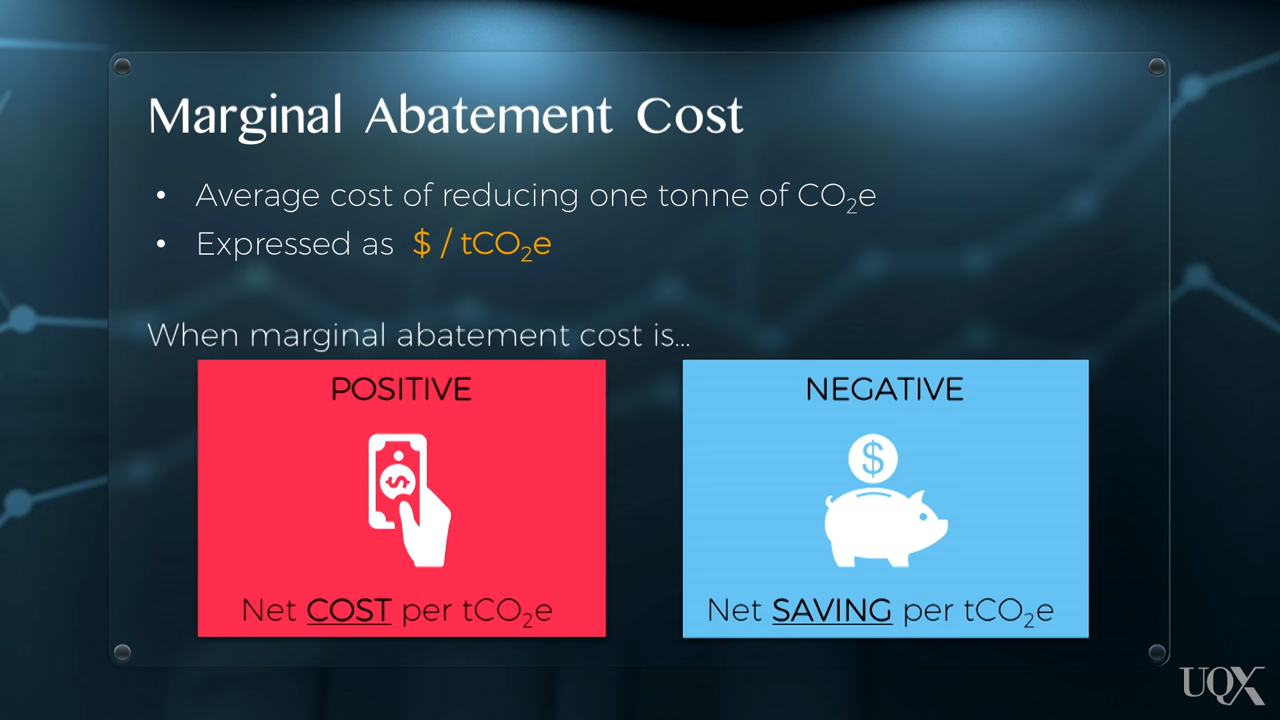 Marginal Abatement Cost
• Average cost of reducing one tonne of CO₂e
• Expressed as $ / tCO₂e
When marginal abatement cost is...
POSITIVE
NEGATIVE
$
$
Net COST per tCO₂e
Net SAVING per tCO₂e
UQX